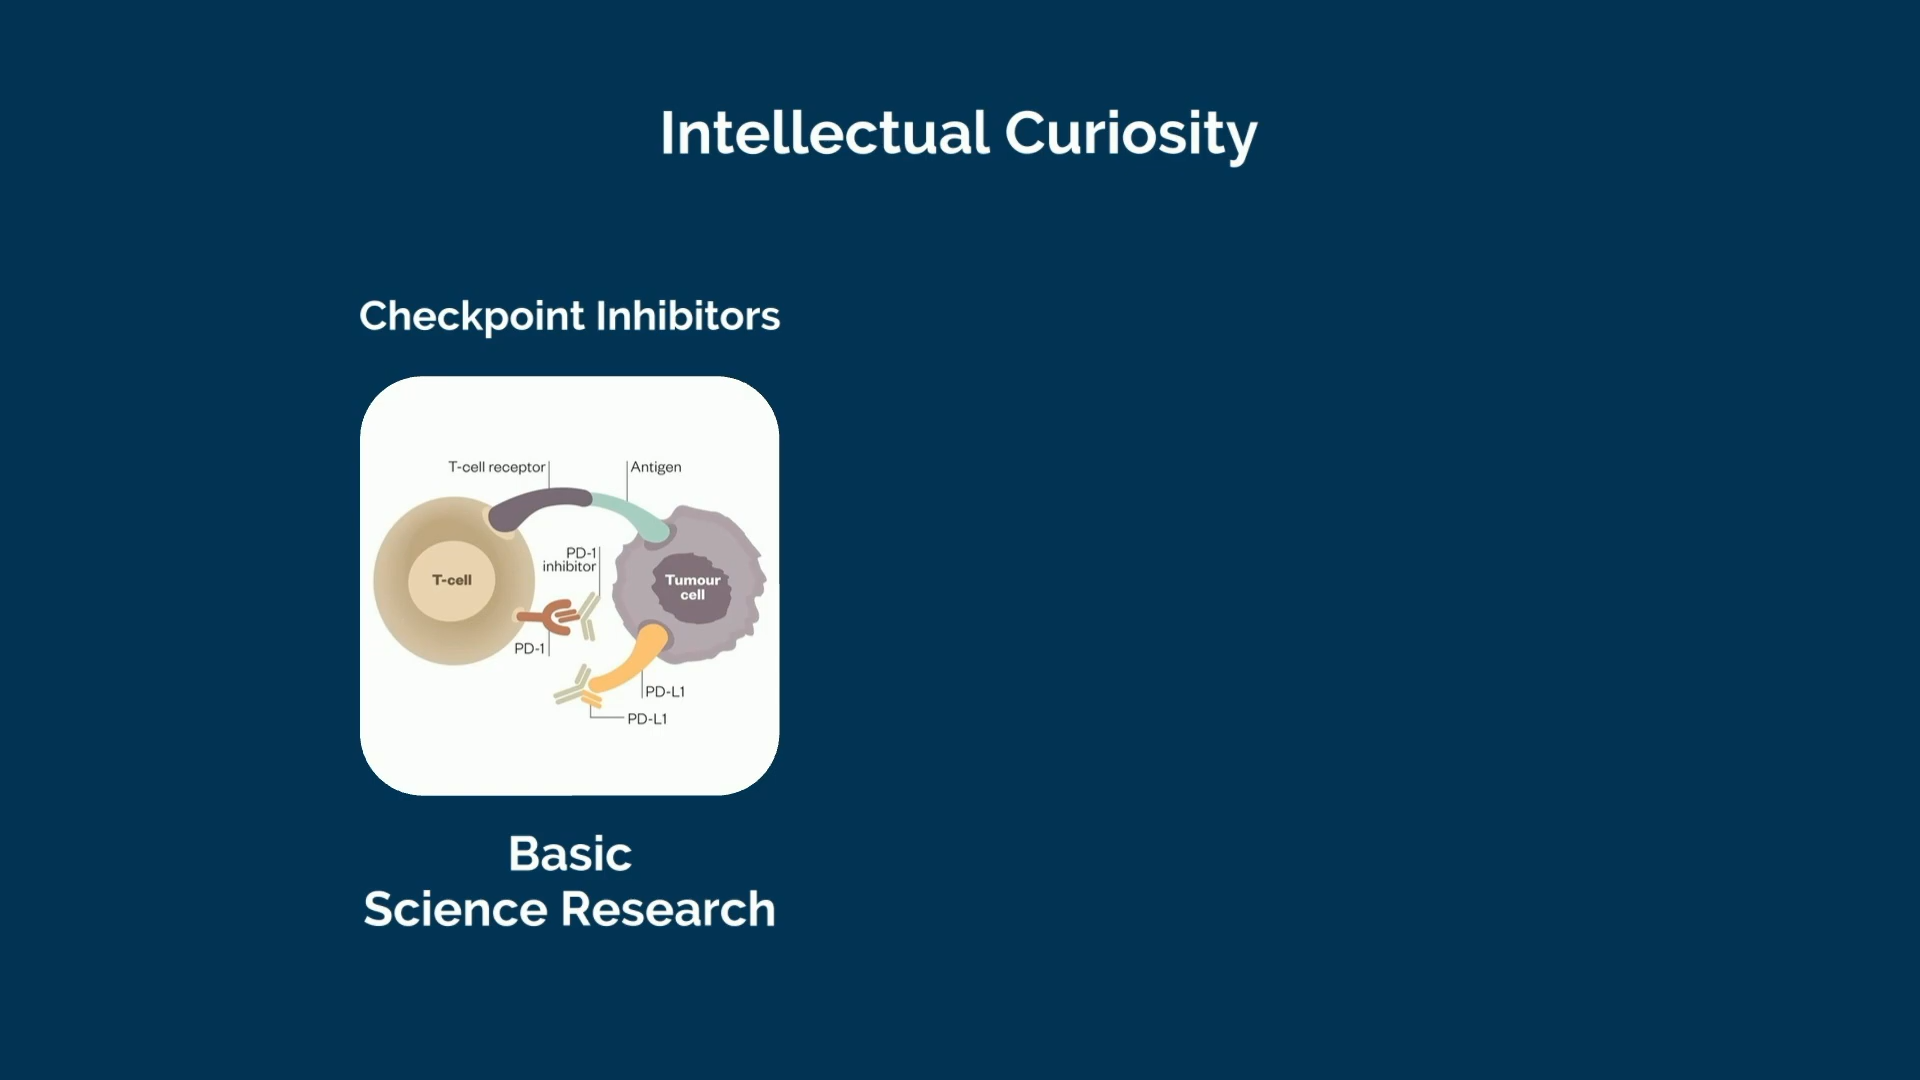 Intellectual Curiosity
Checkpoint Inhibitors
T-cell receptor
Antigen
PD-1
inhibitor
T-cell
Tumour
cell
PD-1
PD-L1
PD-L1
Basic
Science Research